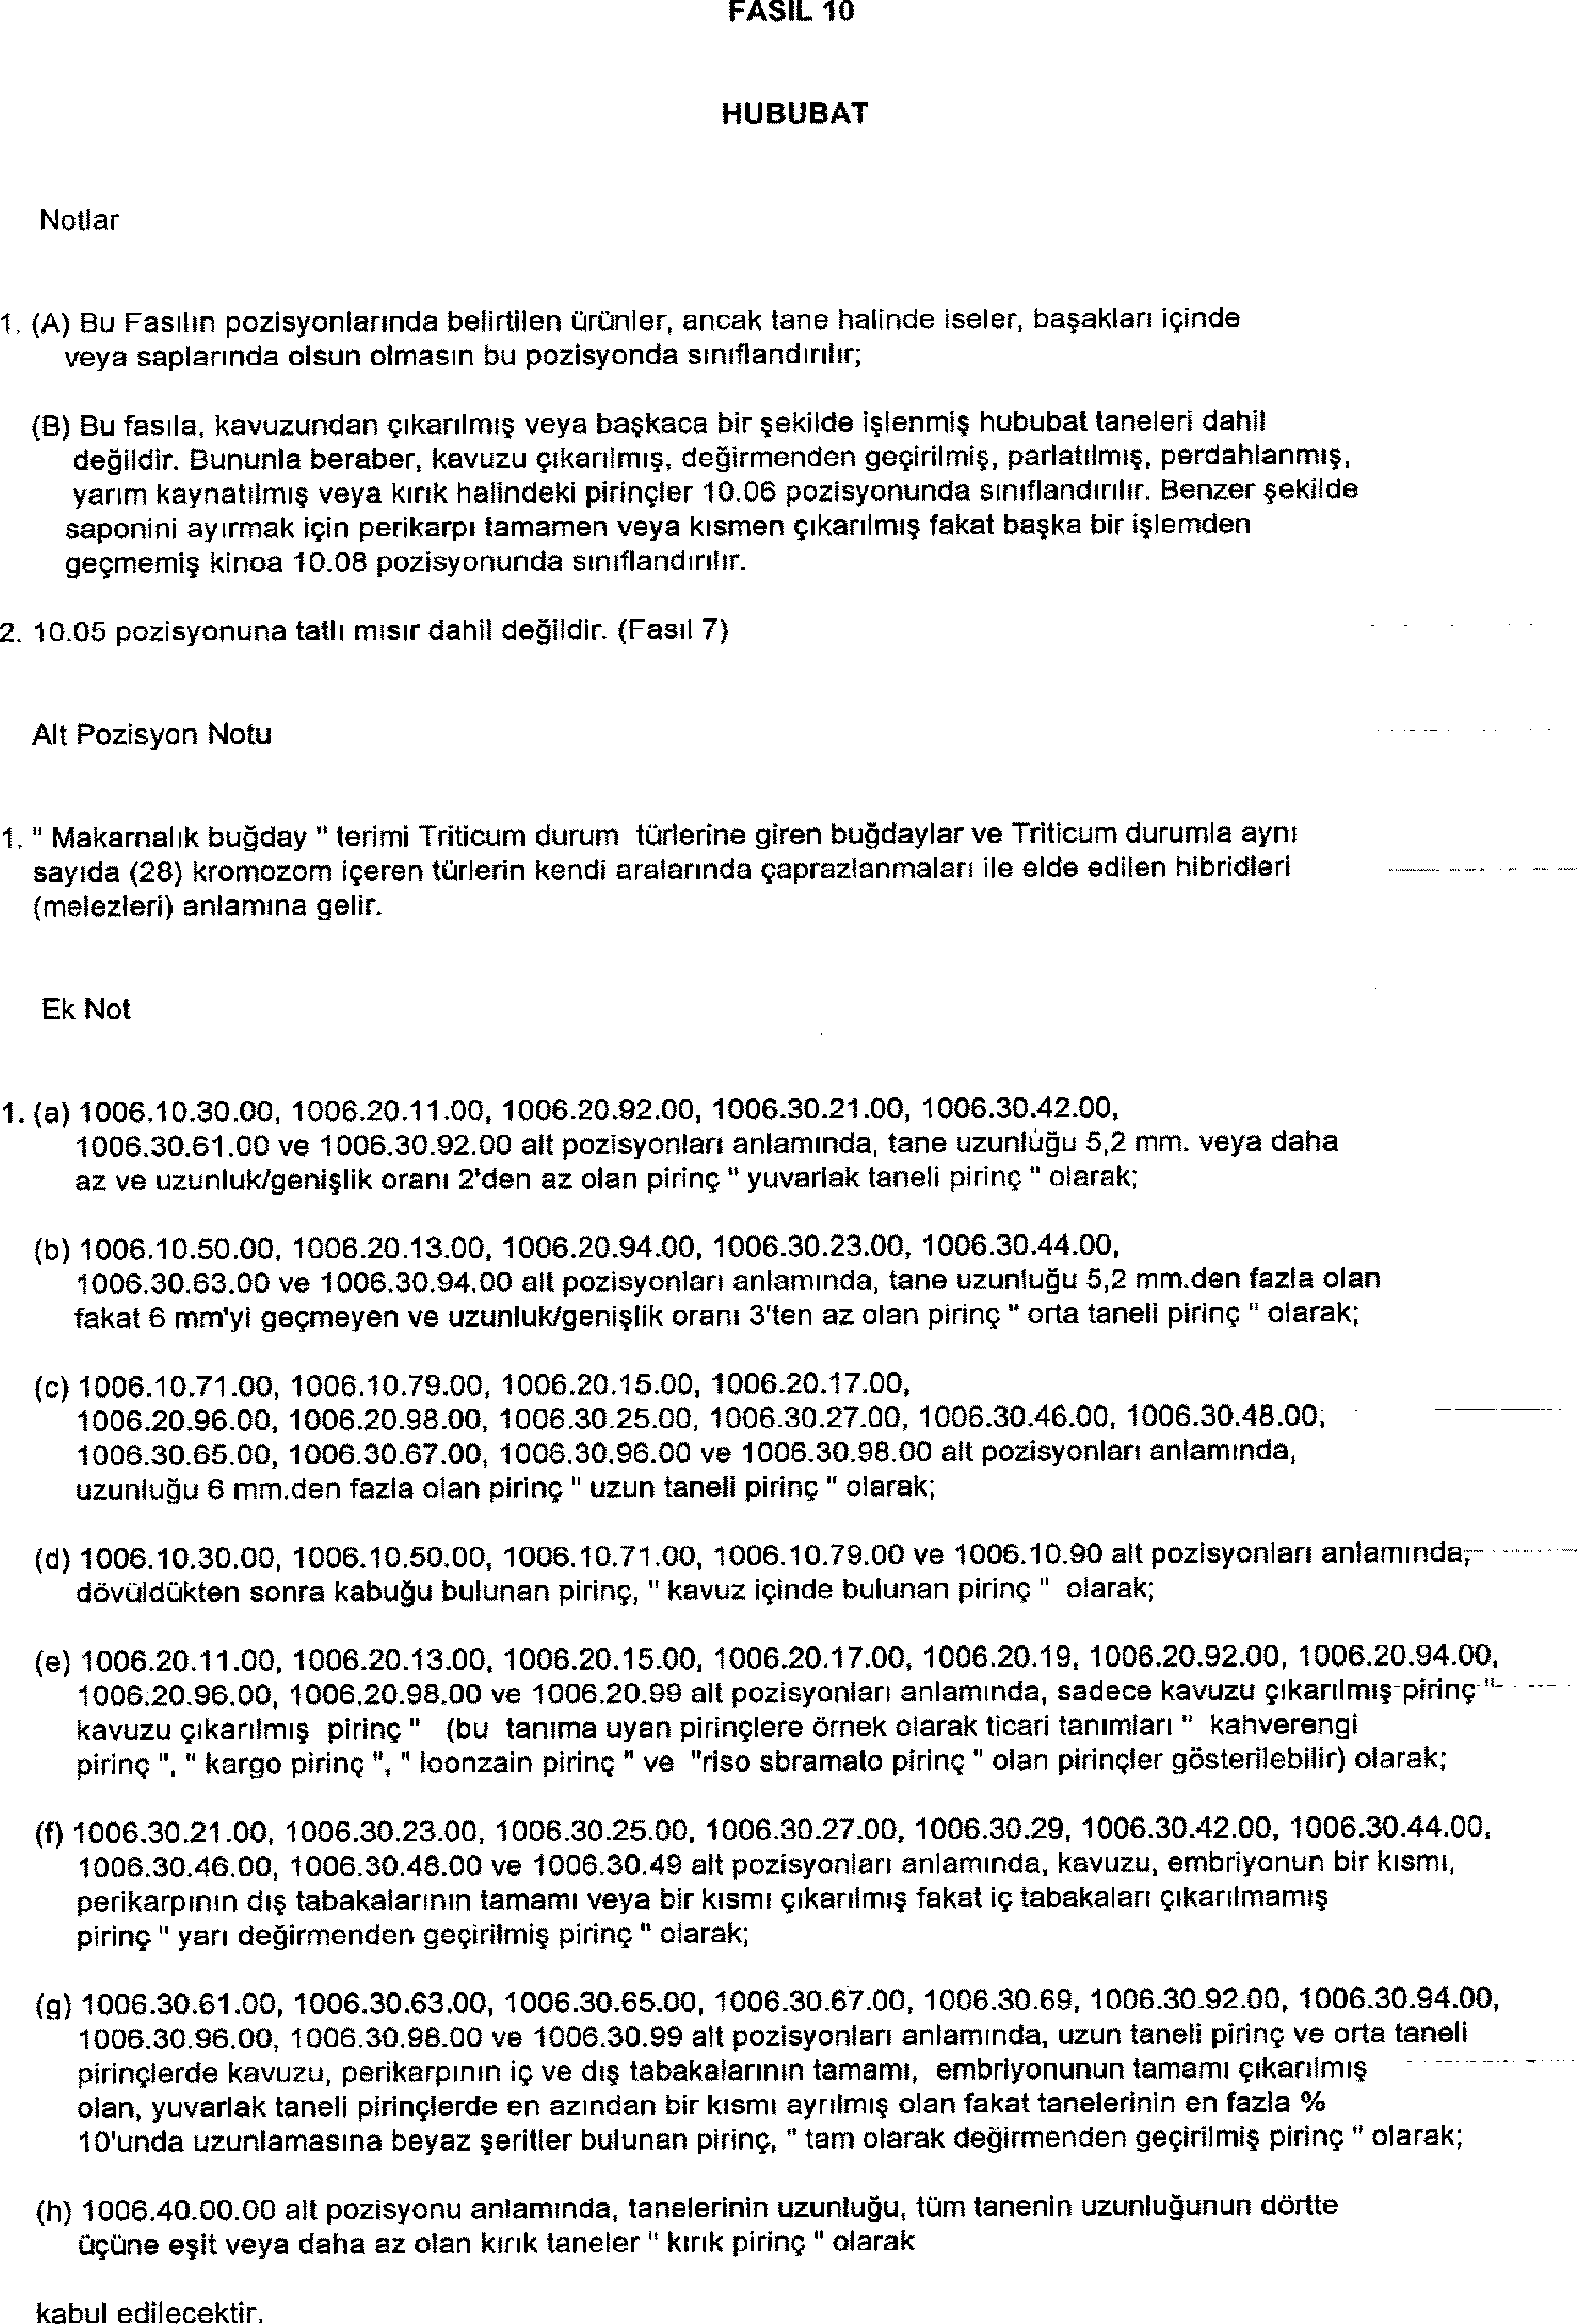 FASIL 10
HUBUBAT
Notlar
1. (A) Bu Fasılın pozisyonlarında belirtilen ürünler, ancak tane halinde iseler, başakları içinde
veya saplarında olsun olmasın bu pozisyonda sınıflandırılır;
(B) Bu fasıla, kavuzundan çıkarılmış veya başkaca bir şekilde işlenmiş hububat taneleri dahil
değildir. Bununla beraber, kavuzu çıkarılmış, değirmenden geçirilmiş, parlatılmış, perdahlanmış,
yarım kaynatılmış veya kırık halindeki pirinçler 10.06 pozisyonunda sınıflandırılır. Benzer şekilde
saponini ayırmak için perikarpı tamamen veya kısmen çıkarılmış fakat başka bir işlemden
geçmemiş kinoa 10.08 pozisyonunda sınıflandırılır.
2. 10.05 pozisyonuna tatlı mısır dahil değildir. (Fasıl 7)
Alt Pozisyon Notu
1. " Makarnalık buğday " terimi Triticum durum türlerine giren buğdaylar ve Triticum durumla aynı
sayıda (28) kromozom içeren türlerin kendi aralarında çaprazlanmaları ile elde edilen hibridleri
(melezleri) anlamına gelir.
Ek Not
1. (a) 1006.10.30.00, 1006.20.11.00, 1006.20.92.00, 1006.30.21.00, 1006.30.42.00,
1006.30.61.00 ve 1006.30.92.00 alt pozisyonları anlamında, tane uzunluğu 5,2 mm. veya daha
az ve uzunluk/genişlik oranı 2'den az olan pirinç " yuvarlak taneli pirinç " olarak;
(b) 1006.10.50.00, 1006.20.13.00, 1006.20.94.00, 1006.30.23.00, 1006.30.44.00,
1006.30.63.00 ve 1006.30.94.00 alt pozisyonları anlamında, tane uzunluğu 5,2 mm.den fazla olan
fakat 6 mm'yi geçmeyen ve uzunluk/genişlik oranı 3'ten az olan pirinç " orta taneli pirinç " olarak;
(c) 1006.10.71.00, 1006.10.79.00, 1006.20.15.00, 1006.20.17.00,
1006.20.96.00, 1006.20.98.00, 1006.30.25.00, 1006.30.27.00, 1006.30.46.00, 1006.30.48.00,
1006.30.65.00, 1006.30.67.00, 1006.30.96.00 ve 1006.30.98.00 alt pozisyonları anlamında,
uzunluğu 6 mm.den fazla olan pirinç " uzun taneli pirinç " olarak;
(d) 1006.10.30.00, 1006.10.50.00, 1006.10.71.00, 1006.10.79.00 ve 1006.10.90 alt pozisyonları anlamında,
dövüldükten sonra kabuğu bulunan pirinç, " kavuz içinde bulunan pirinç " olarak;
(e) 1006.20.11.00, 1006.20.13.00, 1006.20.15.00, 1006.20.17.00, 1006.20.19, 1006.20.92.00, 1006.20.94.00,
1006.20.96.00, 1006.20.98.00 ve 1006.20.99 alt pozisyonları anlamında, sadece kavuzu çıkarılmış pirinç "
kavuzu çıkarılmış pirinç " (bu tanıma uyan pirinçlere örnek olarak ticari tanımları " kahverengi
pirinç ", " kargo pirinç ", " loonzain pirinç " ve "riso sbramato pirinç " olan pirinçler gösterilebilir) olarak;
(f) 1006.30.21.00, 1006.30.23.00, 1006.30.25.00, 1006.30.27.00, 1006.30.29, 1006.30.42.00, 1006.30.44.00,
1006.30.46.00, 1006.30.48.00 ve 1006.30.49 alt pozisyonları anlamında, kavuzu, embriyonun bir kısmı,
perikarpının dış tabakalarının tamamı veya bir kısmı çıkarılmış fakat iç tabakaları çıkarılmamış
pirinç " yarı değirmenden geçirilmiş pirinç " olarak;
(g) 1006.30.61.00, 1006.30.63.00, 1006.30.65.00, 1006.30.67.00, 1006.30.69, 1006.30.92.00, 1006.30.94.00,
1006.30.96.00, 1006.30.98.00 ve 1006.30.99 alt pozisyonları anlamında, uzun taneli pirinç ve orta taneli
pirinçlerde kavuzu, perikarpının iç ve dış tabakalarının tamamı, embriyonunun tamamı çıkarılmış
olan, yuvarlak taneli pirinçlerde en azından bir kısmı ayrılmış olan fakat tanelerinin en fazla %
10'unda uzunlamasına beyaz şeritler bulunan pirinç, " tam olarak değirmenden geçirilmiş pirinç " olarak;
(h) 1006.40.00.00 alt pozisyonu anlamında, tanelerinin uzunluğu, tüm tanenin uzunluğunun dörtte
üçüne eşit veya daha az olan kırık taneler " kırık pirinç " olarak
kabul edilecektir.